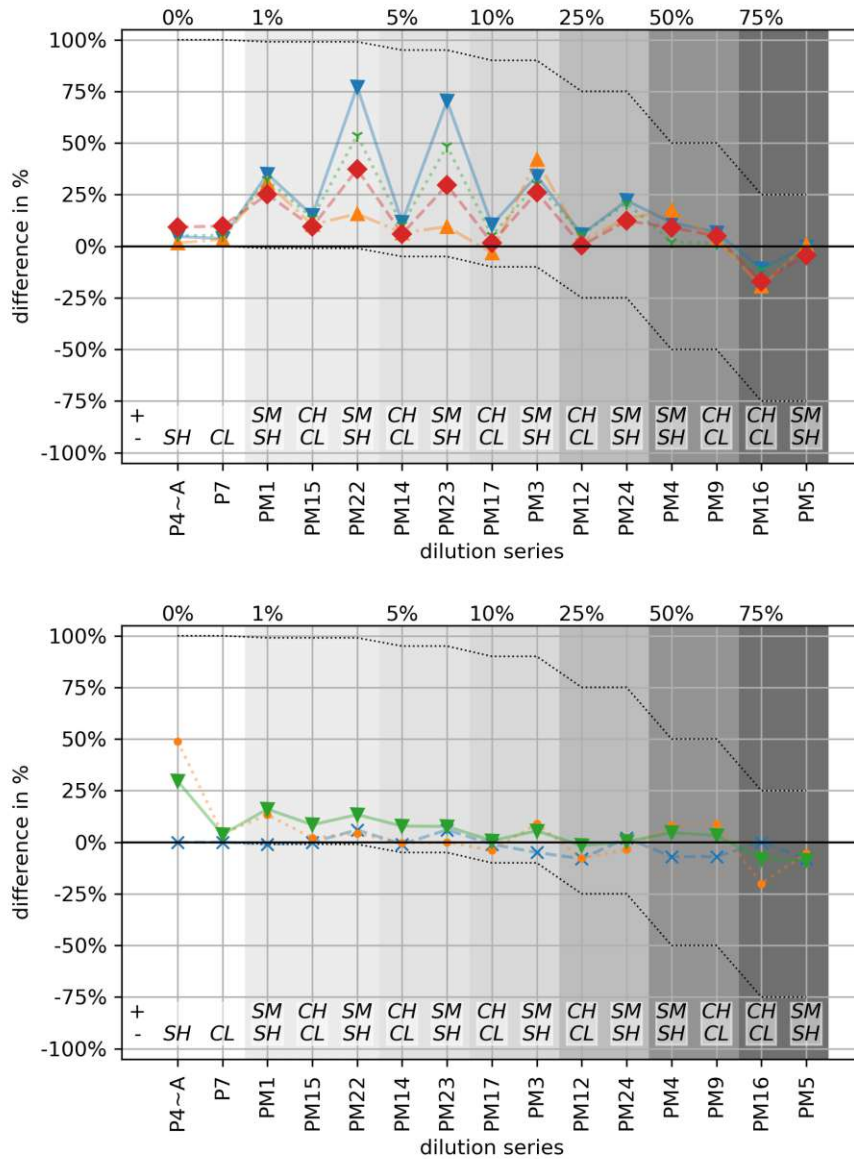 0% 1% 5% 10% 25% 50% 75%
100%
75%
50%
25%
0%
-25%
-50%
-75%
-100%
difference in %
+ SM CH SM CH SM CH SM CH SM SM CH CH SM
- SH CL SH CL SH CL SH CL SH CL SH SH CL CL SH
P4~A P7 PM1 PM15 PM22 PM14 PM23 PM17 PM3 PM12 PM24 PM4 PM9 PM16 PM5
dilution series
0% 1% 5% 10% 25% 50% 75%
100%
75%
50%
25%
0%
-25%
-50%
-75%
-100%
difference in %
+ SM CH SM CH SM CH SM CH SM SM CH CH SM
- SH CL SH CL SH CL SH CL SH CL SH SH CL CL SH
P4~A P7 PM1 PM15 PM22 PM14 PM23 PM17 PM3 PM12 PM24 PM4 PM9 PM16 PM5
dilution series